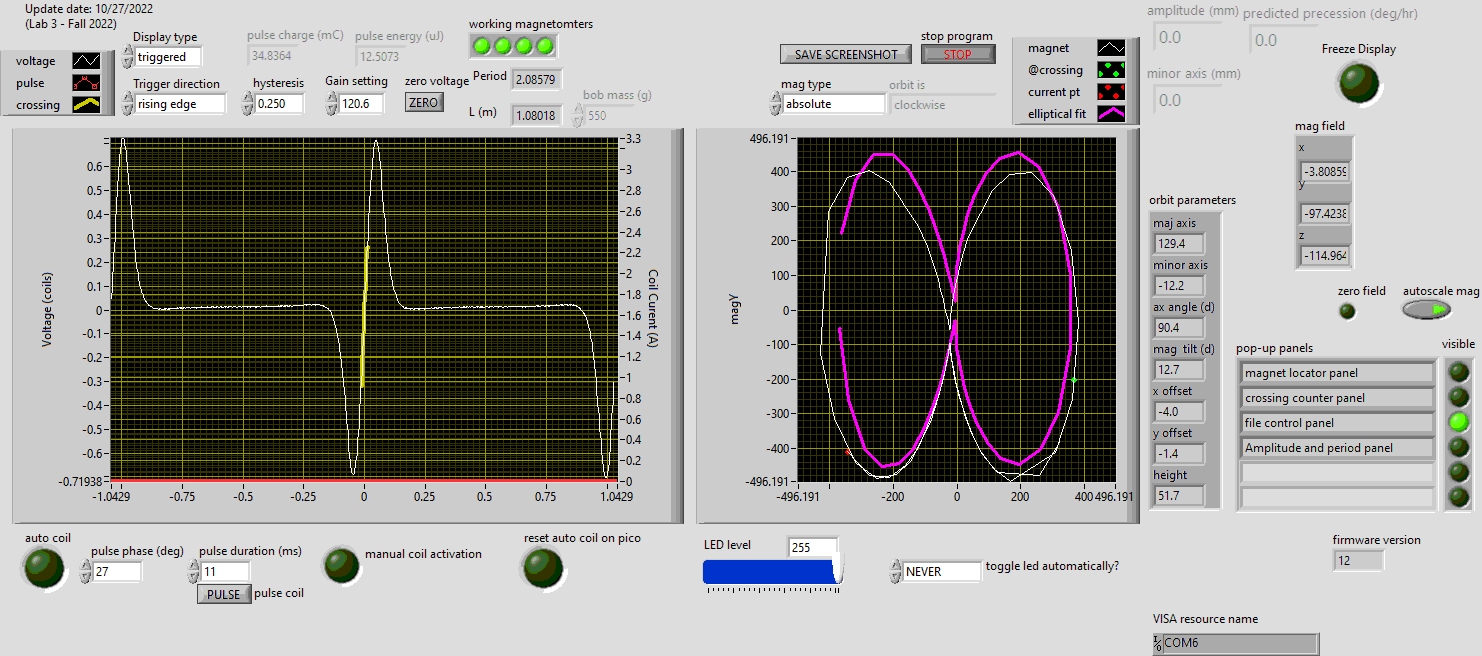 Update date: 10/27/2022
(Lab 3 - Fall 2022)
voltage
pulse
crossing
Display type
triggered
Trigger direction
rising edge
pulse charge (mC)
34.8364
pulse energy (uJ)
12.5073
hysteresis
0.250
Gain setting
120.6
zero voltage
ZERO
working magnetomters
Period 2.08579
L (m) 1.08018
bob mass (g)
550
SAVE SCREENSHOT
stop program
STOP
mag type
absolute
orbit is
clockwise
magnet
@crossing
current pt
elliptical fit
amplitude (mm)
0.0
predicted precession (deg/hr)
0.0
minor axis (mm)
0.0
Freeze Display
mag field
x
-3.80859
y
-97.4238
z
-114.964
Voltage (coils)
0.6
0.5
0.4
0.3
0.2
0.1
0
-0.1
-0.2
-0.3
-0.4
-0.5
-0.6
-0.71938
-1.0429 -0.75 -0.5 -0.25 0 0.25 0.5 0.75 1.0429
3.3
3
2.8
2.6
2.4
2.2
2
1.8
1.6
1.4
1.2
1
0.8
0.6
0.4
0.2
0
Coil Current (A)
magy
496.191
400
300
200
100
0
-100
-200
-300
-400
-496.191
-496.191 -200 0 200 400 496.191
orbit parameters
maj axis
129.4
minor axis
-12.2
ax angle (d)
90.4
mag tilt (d)
12.7
x offset
-4.0
y offset
-1.4
height
51.7
zero field
autoscale mag
pop-up panels
visible
magnet locator panel
crossing counter panel
file control panel
Amplitude and period panel
auto coil
pulse phase (deg)
27
pulse duration (ms)
11
PULSE pulse coil
manual coil activation
reset auto coil on pico
LED level 255
NEVER toggle led automatically?
firmware version
12
VISA resource name
COM6